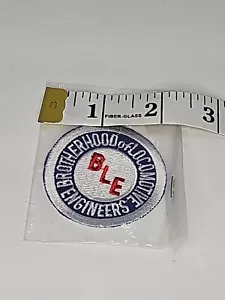 1 FIBER-GLASS 2 3
BROTHERHOOD of LOCOMOTIVE
BLE
ENGINEERS